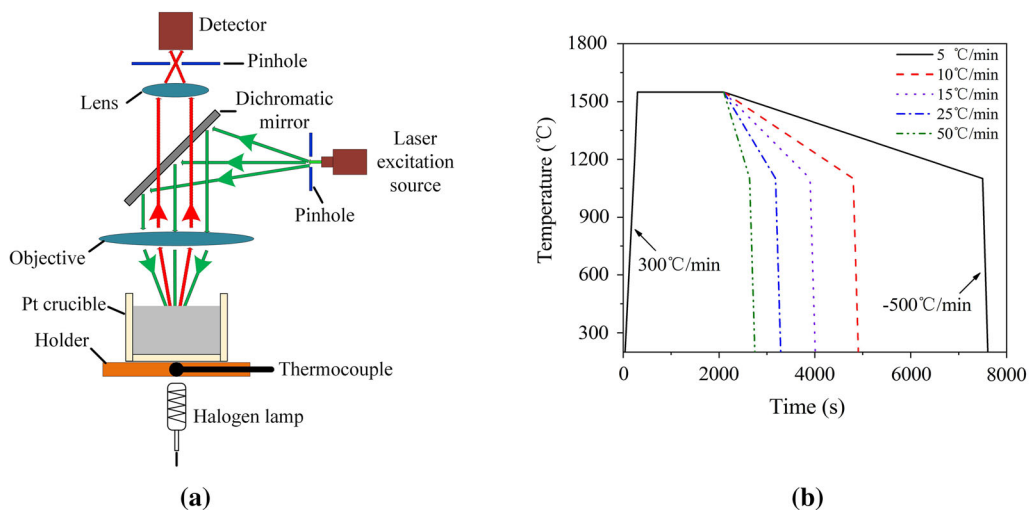 Detector
Pinhole
Lens
Dichromatic
mirror
Laser
excitation
source
Pinhole
Objective
Pt crucible
Holder
Thermocouple
Halogen lamp
(a)
1800
1500
1200
900
600
300
Temperature (℃)
5 ℃/min
10℃/min
15℃/min
25℃/min
50℃/min
300℃/min
-500℃/min
0
2000
4000
6000
8000
Time (s)
(b)